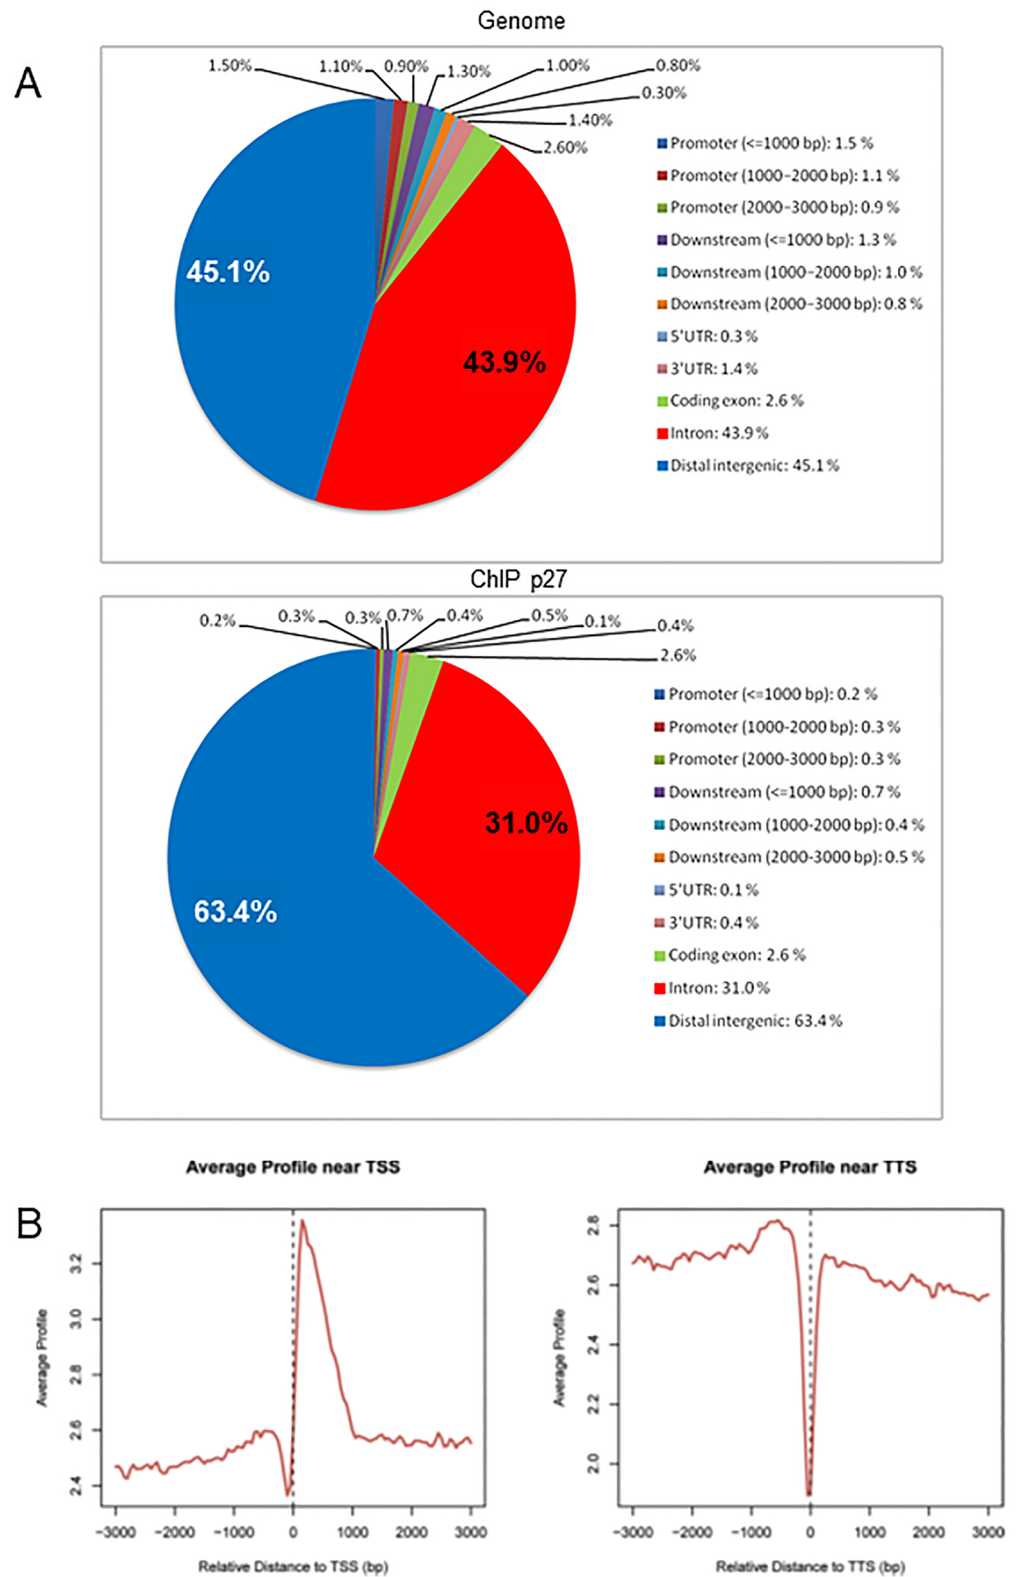 Genome
A
1.50%
1.10%
0.90%
1.30%
1.00%
0.80%
0.30%
1.40%
2.60%
45.1%
43.9%
Promoter (<=1000 bp): 1.5 %
Promoter (1000–2000 bp): 1.1 %
Promoter (2000–3000 bp): 0.9 %
Downstream (<=1000 bp): 1.3 %
Downstream (1000–2000 bp): 1.0 %
Downstream (2000–3000 bp): 0.8 %
5'UTR: 0.3 %
3'UTR: 1.4 %
Coding exon: 2.6 %
Intron: 43.9 %
Distal intergenic: 45.1 %
ChIP p27
0.2%
0.3%
0.3%
0.7%
0.4%
0.5%
0.1%
0.4%
2.6%
31.0%
63.4%
Promoter (<=1000 bp): 0.2 %
Promoter (1000-2000 bp): 0.3 %
Promoter (2000-3000 bp): 0.3 %
Downstream (<=1000 bp): 0.7 %
Downstream (1000-2000 bp): 0.4 %
Downstream (2000-3000 bp): 0.5 %
5'UTR: 0.1 %
3'UTR: 0.4 %
Coding exon: 2.6 %
Intron: 31.0 %
Distal intergenic: 63.4 %
B
Average Profile near TSS
Average Profile
3.2
3.0
2.8
2.6
2.4
−3000 −2000 −1000 0 1000 2000 3000
Relative Distance to TSS (bp)
Average Profile near TTS
Average Profile
2.8
2.6
2.4
2.2
2.0
−3000 −2000 −1000 0 1000 2000 3000
Relative Distance to TTS (bp)